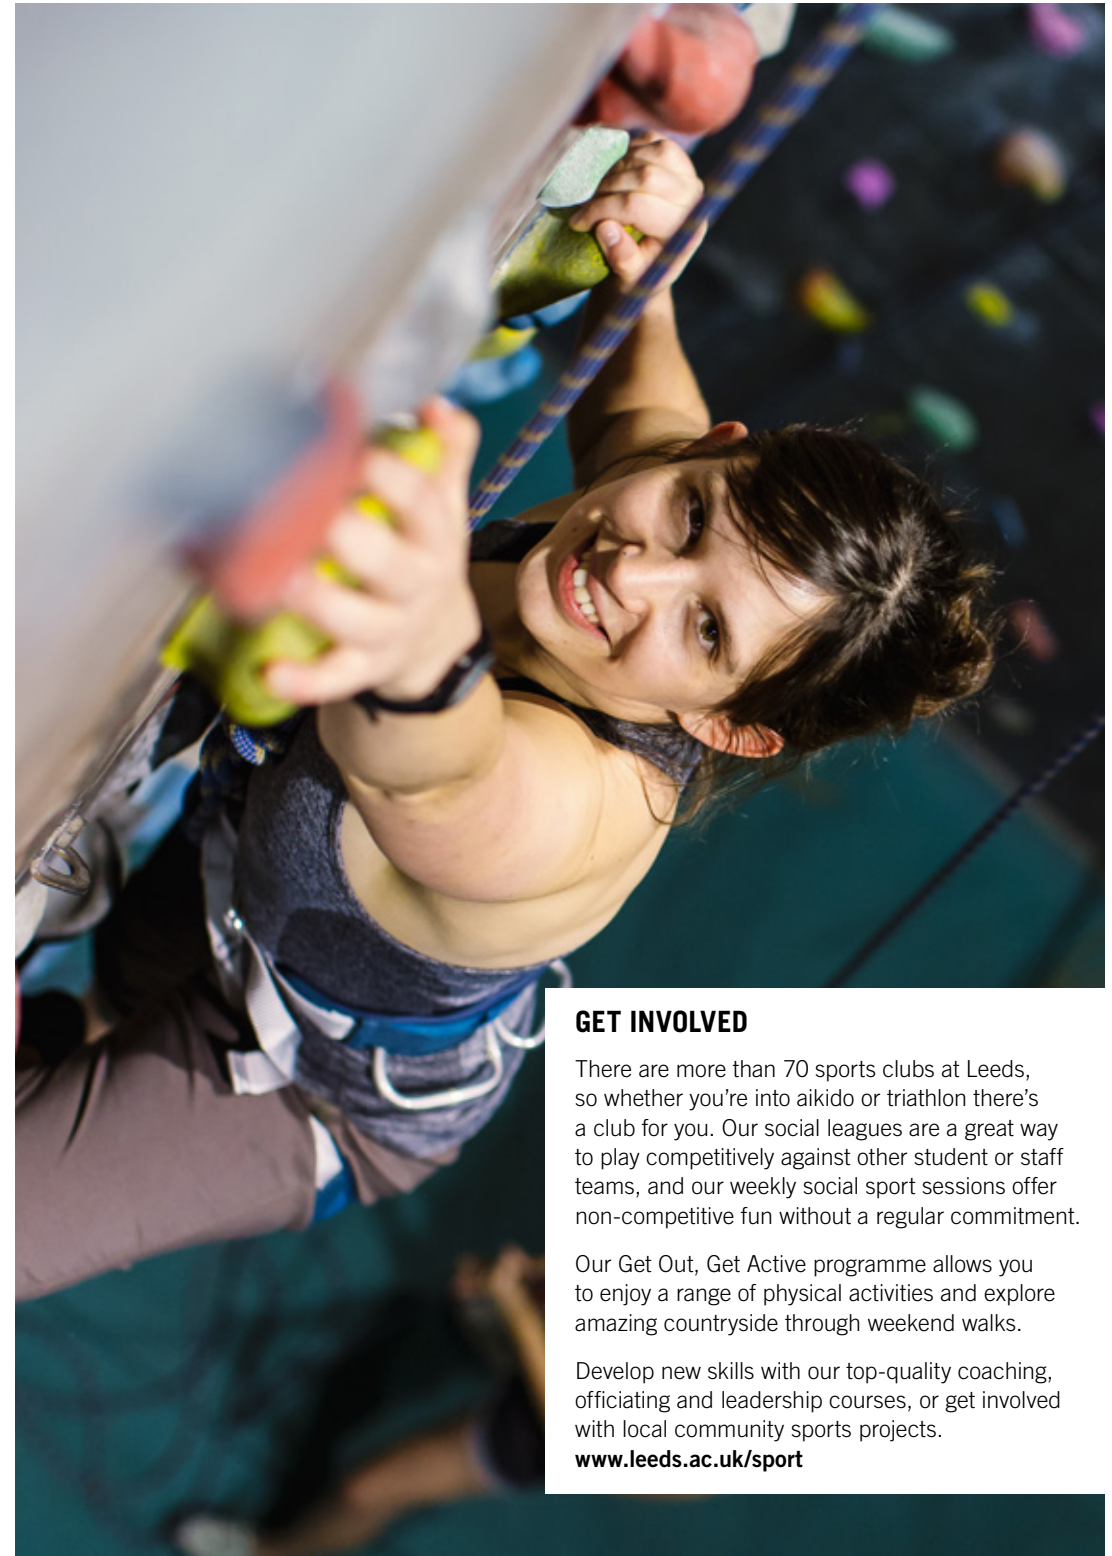 GET INVOLVED
There are more than 70 sports clubs at Leeds,
so whether you’re into aikido or triathlon there’s
a club for you. Our social leagues are a great way
to play competitively against other student or staff
teams, and our weekly social sport sessions offer
non-competitive fun without a regular commitment.
Our Get Out, Get Active programme allows you
to enjoy a range of physical activities and explore
amazing countryside through weekend walks.
Develop new skills with our top-quality coaching,
officiating and leadership courses, or get involved
with local community sports projects.
www.leeds.ac.uk/sport